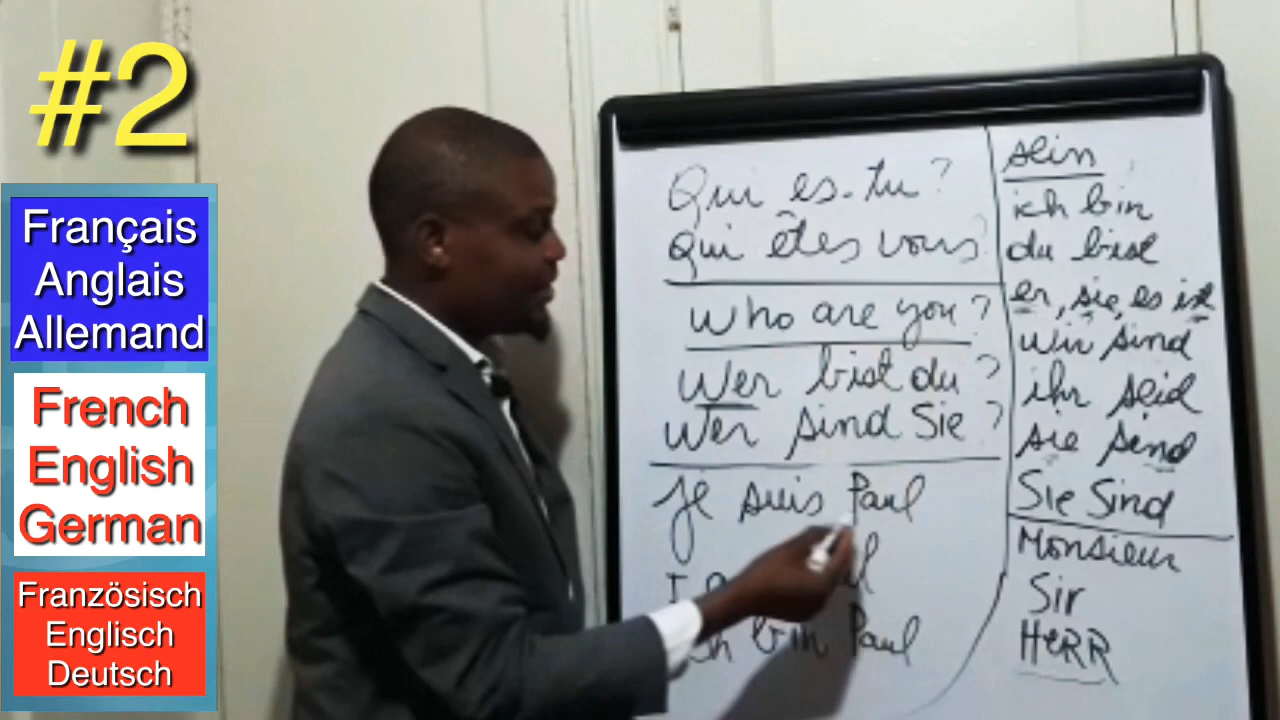 #2
Français
Anglais
Allemand
French
English
German
Französisch
Englisch
Deutsch
Qui es-tu ?
Qui êtes vous ?
Who are you ?
Wer bist du ?
Wer sind Sie ?
Je suis Paul
I
bin Paul
sein
ich bin
du bist
er, sie, es ist
wir sind
ihr seid
sie sind
Sie Sind
Monsieur
Sir
HeRR